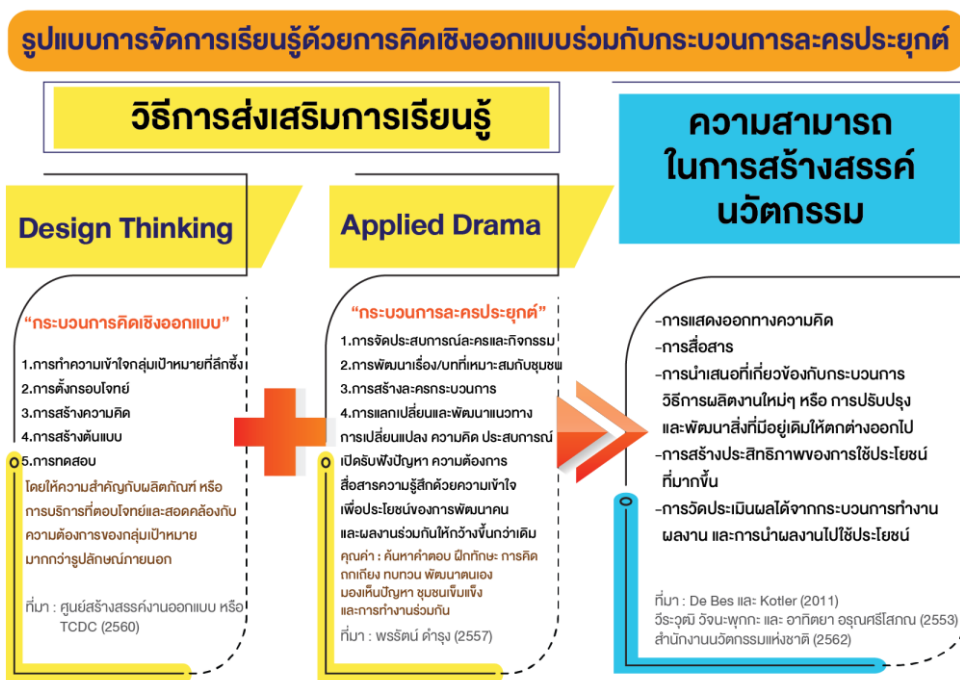 รูปแบบการจัดการเรียนรู้ด้วยการคิดเชิงออกแบบร่วมกับกระบวนการละครประยุกต์
วิธีการส่งเสริมการเรียนรู้
Design Thinking
“กระบวนการคิดเชิงออกแบบ”
1.การทำความเข้าใจกลุ่มเป้าหมายที่ลึกซึ้ง
2.การตั้งกรอบโจทย์
3.การสร้างความคิด
4.การสร้างต้นแบบ
5.การทดสอบ
โดยให้ความสำคัญกับผลิตภัณฑ์ หรือ
การบริการที่ตอบโจทย์และสอดคล้องกับ
ความต้องการของกลุ่มเป้าหมาย
มากกว่ารูปลักษณ์ภายนอก
ที่มา : ศูนย์สร้างสรรค์งานออกแบบ หรือ
TCDC (2560)
Applied Drama
“กระบวนการละครประยุกต์”
1.การจัดประสบการณ์ละครและกิจกรรม
2.การพัฒนาเรื่อง/บทที่เหมาะสมกับชุมชน
3.การสร้างละครกระบวนการ
4.การแลกเปลี่ยนและพัฒนาแนวทาง
การเปลี่ยนแปลง ความคิด ประสบการณ์
เปิดรับฟังปัญหา ความต้องการ
สื่อสารความรู้สึกด้วยความเข้าใจ
เพื่อประโยชน์ของการพัฒนาคน
และผลงานร่วมกันให้กว้างขึ้นกว่าเดิม
คุณค่า : ค้นหาคำตอบ ฝึกทักษะ การคิด
ถกเถียง ทบทวน พัฒนาตนเอง
มองเห็นปัญหา ชุมชนเข้มแข็ง
และการทำงานร่วมกัน
ที่มา : พรรัตน์ ดำรุง (2557)
ความสามารถ
ในการสร้างสรรค์
นวัตกรรม
-การแสดงออกทางความคิด
-การสื่อสาร
-การนำเสนอที่เกี่ยวข้องกับกระบวนการ
วิธีการผลิตงานใหม่ๆ หรือ การปรับปรุง
และพัฒนาสิ่งที่มีอยู่เดิมให้ตกต่างออกไป
-การสร้างประสิทธิภาพของการใช้ประโยชน์
ที่มากขึ้น
-การวัดประเมินผลได้จากกระบวนการทำงาน
ผลงาน และการนำผลงานไปใช้ประโยชน์
ที่มา : De Bes และ Kotler (2011)
วีระวุฒิ วัจนะพุกกะ และ อาทิตยา อรุณศรีโสภณ (2553)
สำนักงานนวัตกรรมแห่งชาติ (2562)